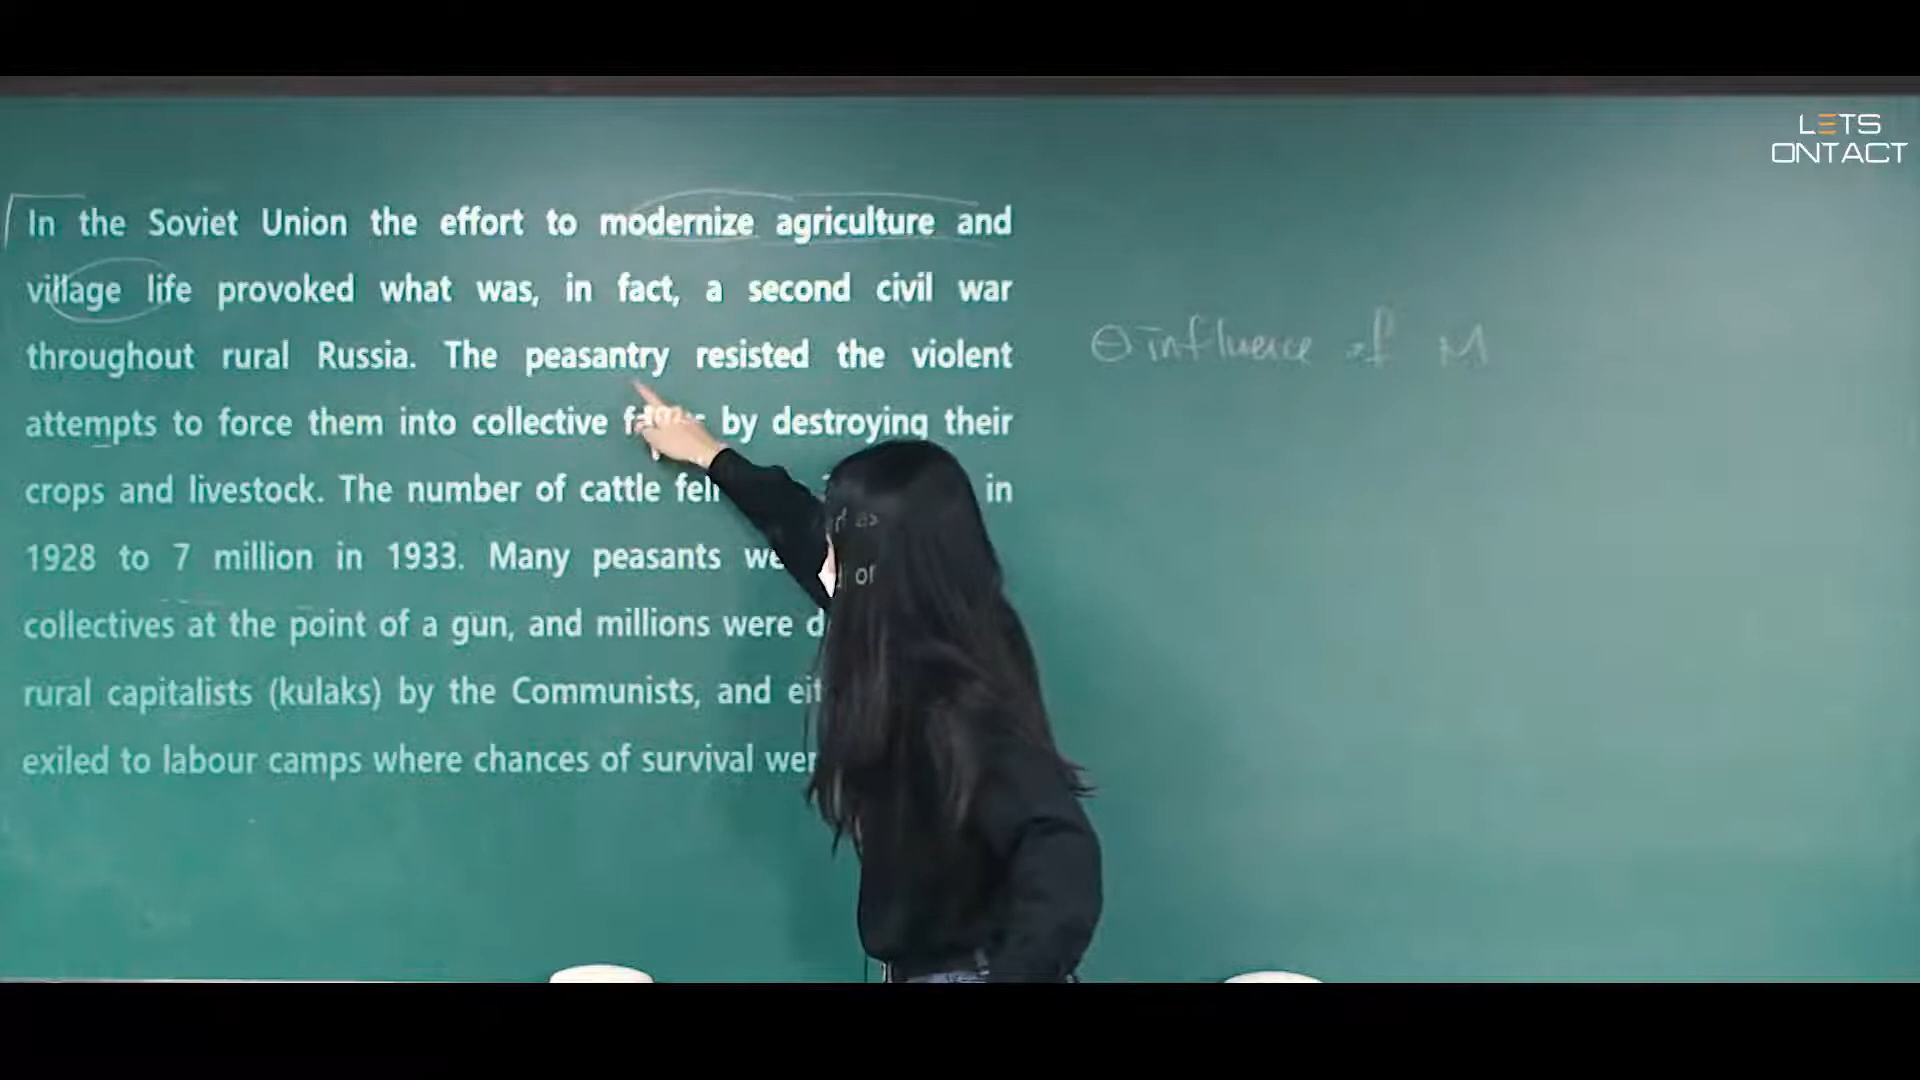 LETS
ONTACT
In the Soviet Union the effort to modernize agriculture and
village life provoked what was, in fact, a second civil war
throughout rural Russia. The peasantry resisted the violent
attempts to force them into collective by destroying their
crops and livestock. The number of cattle fell in
1928 to 7 million in 1933. Many peasants
collectives at the point of a gun, and millions were
rural capitalists (kulaks) by the Communists, and
exiled to labour camps where chances of survival
as
of
⊖ influence of M